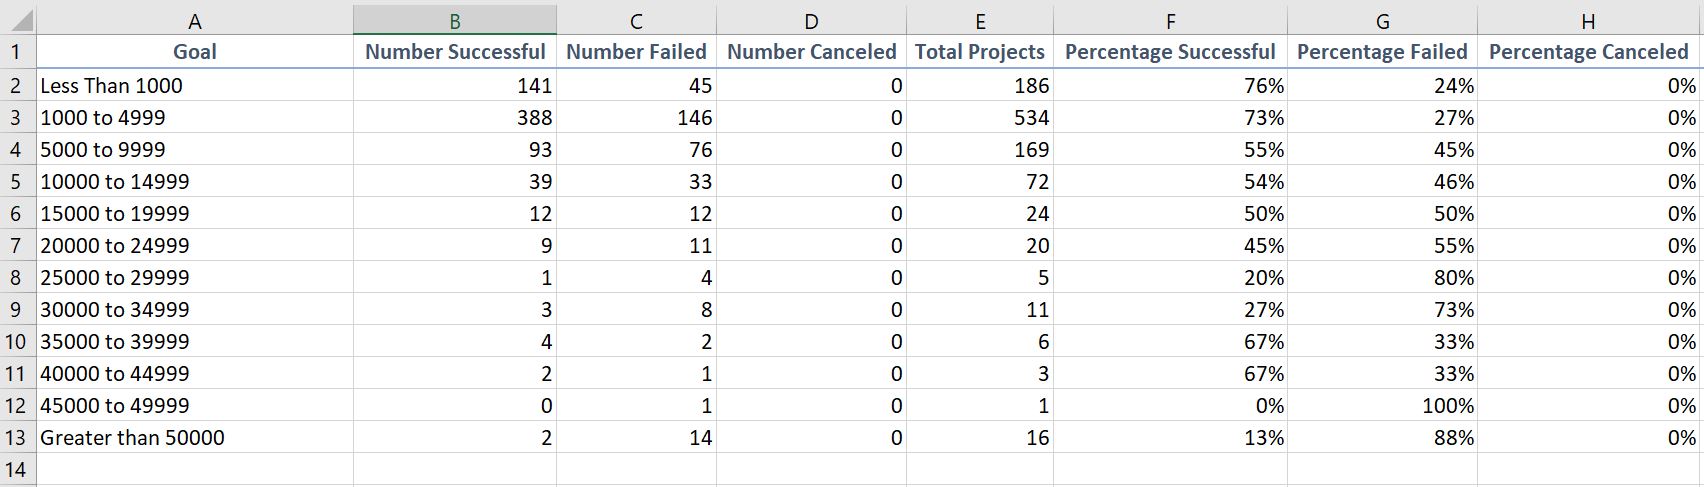 A B C D E F G H
1 Goal Number Successful Number Failed Number Canceled Total Projects Percentage Successful Percentage Failed Percentage Canceled
2 Less Than 1000 141 45 0 186 76% 24% 0%
3 1000 to 4999 388 146 0 534 73% 27% 0%
4 5000 to 9999 93 76 0 169 55% 45% 0%
5 10000 to 14999 39 33 0 72 54% 46% 0%
6 15000 to 19999 12 12 0 24 50% 50% 0%
7 20000 to 24999 9 11 0 20 45% 55% 0%
8 25000 to 29999 1 4 0 5 20% 80% 0%
9 30000 to 34999 3 8 0 11 27% 73% 0%
10 35000 to 39999 4 2 0 6 67% 33% 0%
11 40000 to 44999 2 1 0 3 67% 33% 0%
12 45000 to 49999 0 1 0 1 0% 100% 0%
13 Greater than 50000 2 14 0 16 13% 88% 0%
14